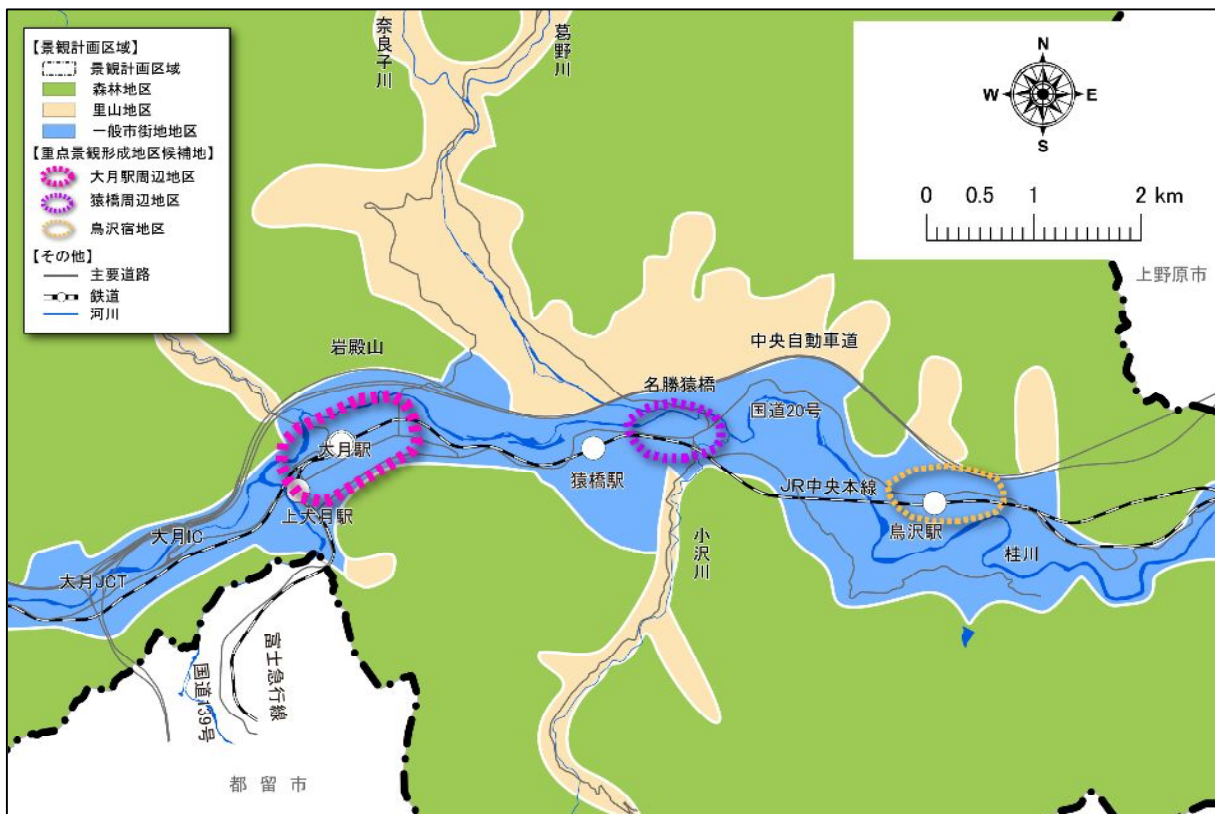 【景観計画区域】
景観計画区域
森林地区
里山地区
一般市街地地区
【重点景観形成地区候補地】
大月駅周辺地区
猿橋周辺地区
鳥沢宿地区
【その他】
主要道路
鉄道
河川
奈良子川
葛野川
N
W
E
S
0 0.5 1 2 km
上野原市
岩殿山
中央自動車道
名勝猿橋
国道20号
大月駅
猿橋駅
JR中央本線
上大月駅
鳥沢駅
大月IC
小沢川
桂川
大月JCT
富士急行線
国道139号
都留市